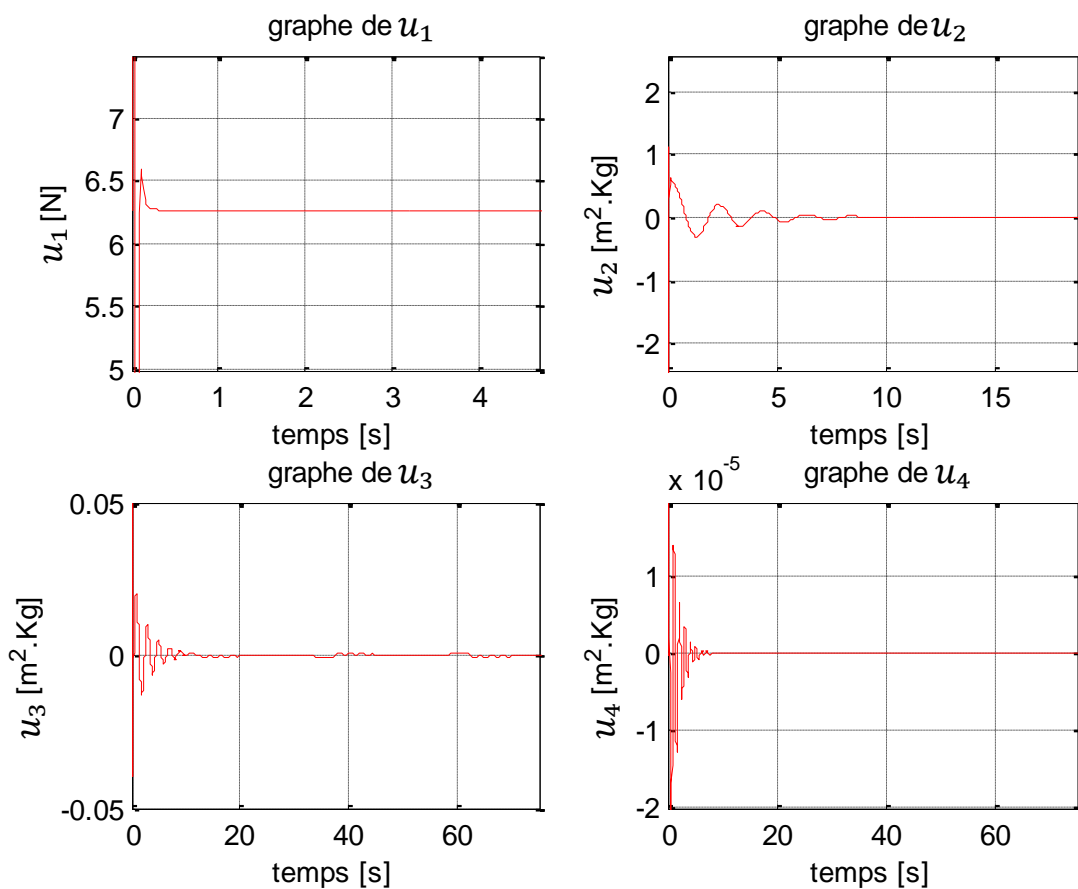 graphe de u₁
7
6.5
6
5.5
5
u₁ [N]
0 1 2 3 4
temps [s]
graphe de u₂
2
1
0
-1
-2
u₂ [m².Kg]
0 5 10 15
temps [s]
graphe de u₃
0.05
0
-0.05
u₃ [m².Kg]
0 20 40 60
temps [s]
x 10⁻⁵ graphe de u₄
1
0
-1
-2
u₄ [m².Kg]
0 20 40 60
temps [s]